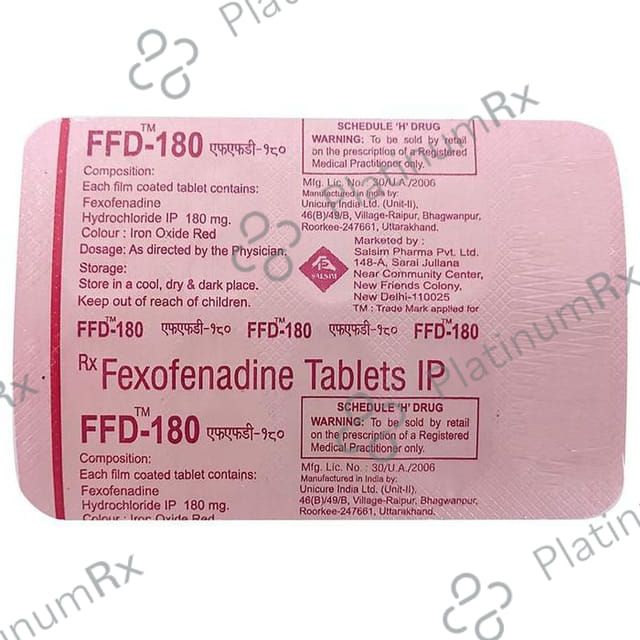 PlatinumRx
FFD-180™ एफएफडी-१८०
Composition:
Each film coated tablet contains:
Fexofenadine
Hydrochloride IP 180 mg.
Colour : Iron Oxide Red
Dosage: As directed by the Physician.
Storage:
Store in a cool, dry & dark place.
Keep out of reach of children.
SCHEDULE 'H' DRUG
WARNING: To be sold by retail
on the prescription of a Registered
Medical Practitioner only.
Mfg. Lic. No. : 30/U.A./2006
Manufactured in India by:
Unicure India Ltd. (Unit-II),
46(B)/49/B, Village-Raipur, Bhagwanpur,
Roorkee-247661, Uttarakhand.
SALSIM
Marketed by :
Salsim Pharma Pvt. Ltd.
148-A, Sarai Jullana
Near Community Center,
New Friends Colony,
New Delhi-110025
TM : Trade Mark applied for
FFD-180 एफएफडी-१८० FFD-180 एफएफडी-१८० FFD-180
Rx Fexofenadine Tablets IP
FFD-180™ एफएफडी-१८०
Composition:
Each film coated tablet contains:
Fexofenadine
Hydrochloride IP 180 mg.
Colour : Iron Oxide Red
SCHEDULE 'H' DRUG
WARNING: To be sold by retail
on the prescription of a Registered
Medical Practitioner only.
Mfg. Lic. No. : 30/U.A./2006
Manufactured in India by:
Unicure India Ltd. (Unit-II).
46(B)/49/B, Village-Raipur, Bhagwanpur,
Roorkee-247661, Uttarakhand.
PlatinumRx
PlatinumRx
PlatinumRx
PlatinumRx